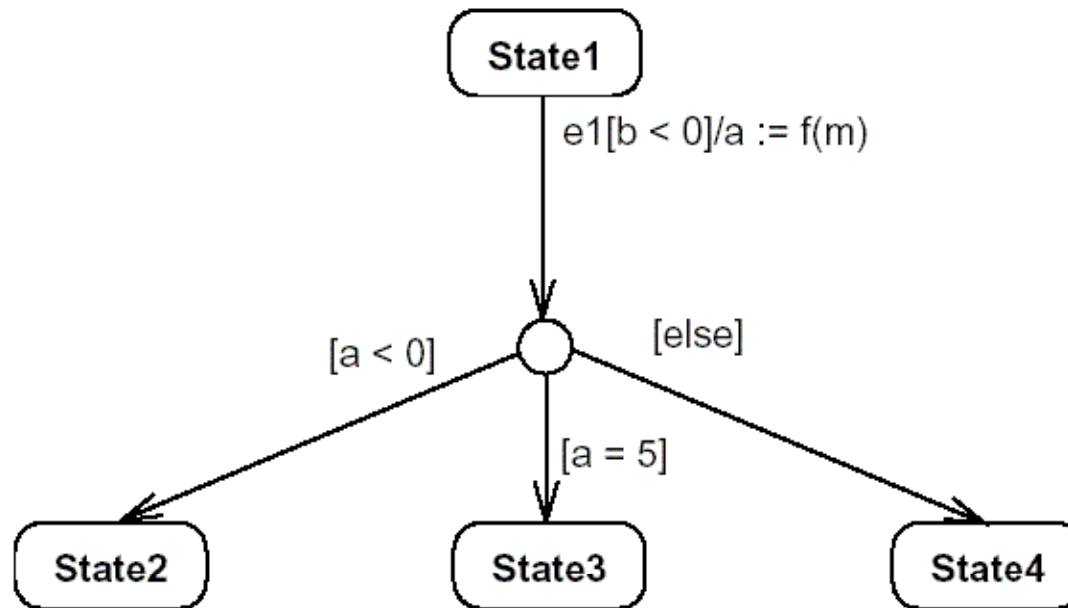 State1
e1[b < 0]/a := f(m)
[a < 0]
[else]
[a = 5]
State2
State3
State4